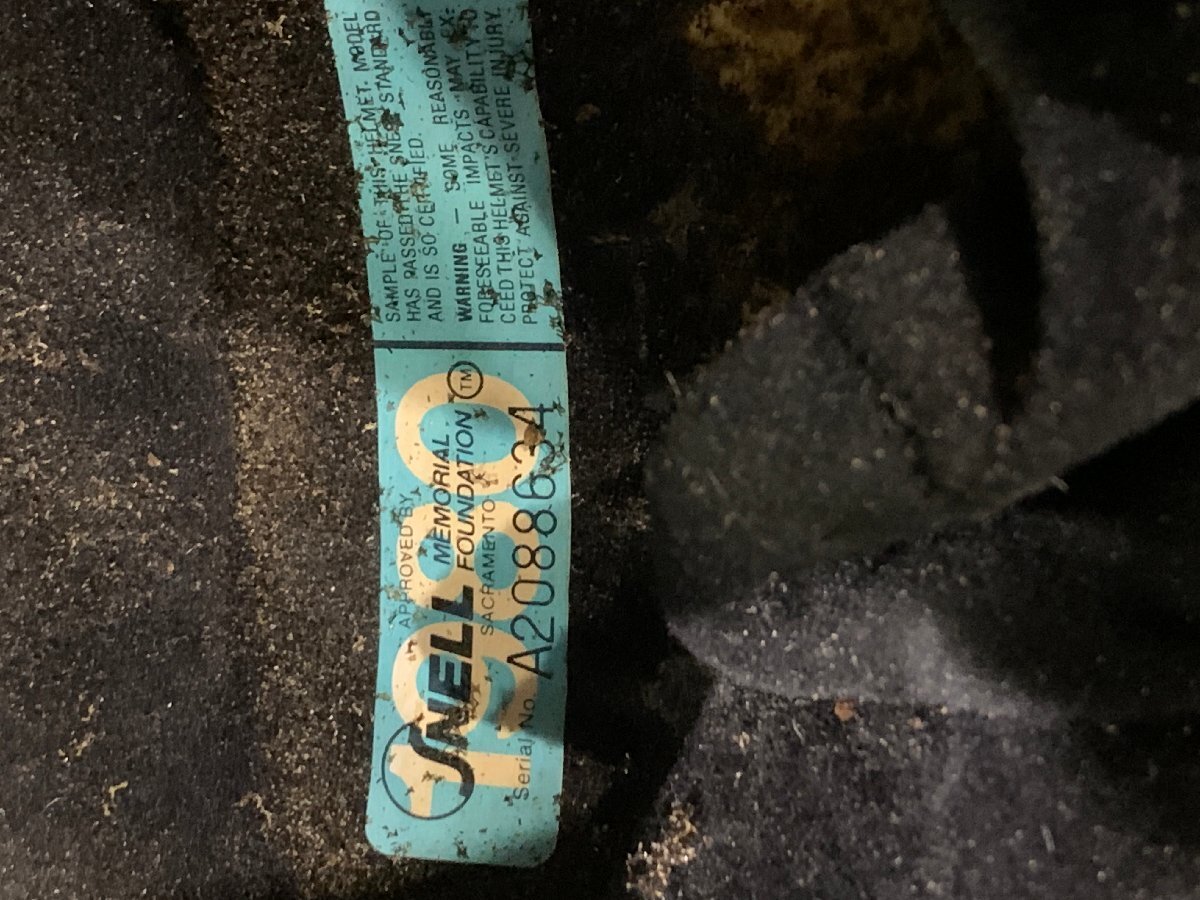 1980
APPROVED BY
SNELL MEMORIAL FOUNDATION TM
SACRAMENTO
Serial No. A2088634
SAMPLE OF THIS HELMET MODEL
HAS PASSED THE SNELL STANDARD
AND IS SO CERTIFIED.
WARNING — SOME REASONABLY
FORESEEABLE IMPACTS MAY EX-
CEED THIS HELMET'S CAPABILITY TO
PROTECT AGAINST SEVERE INJURY.